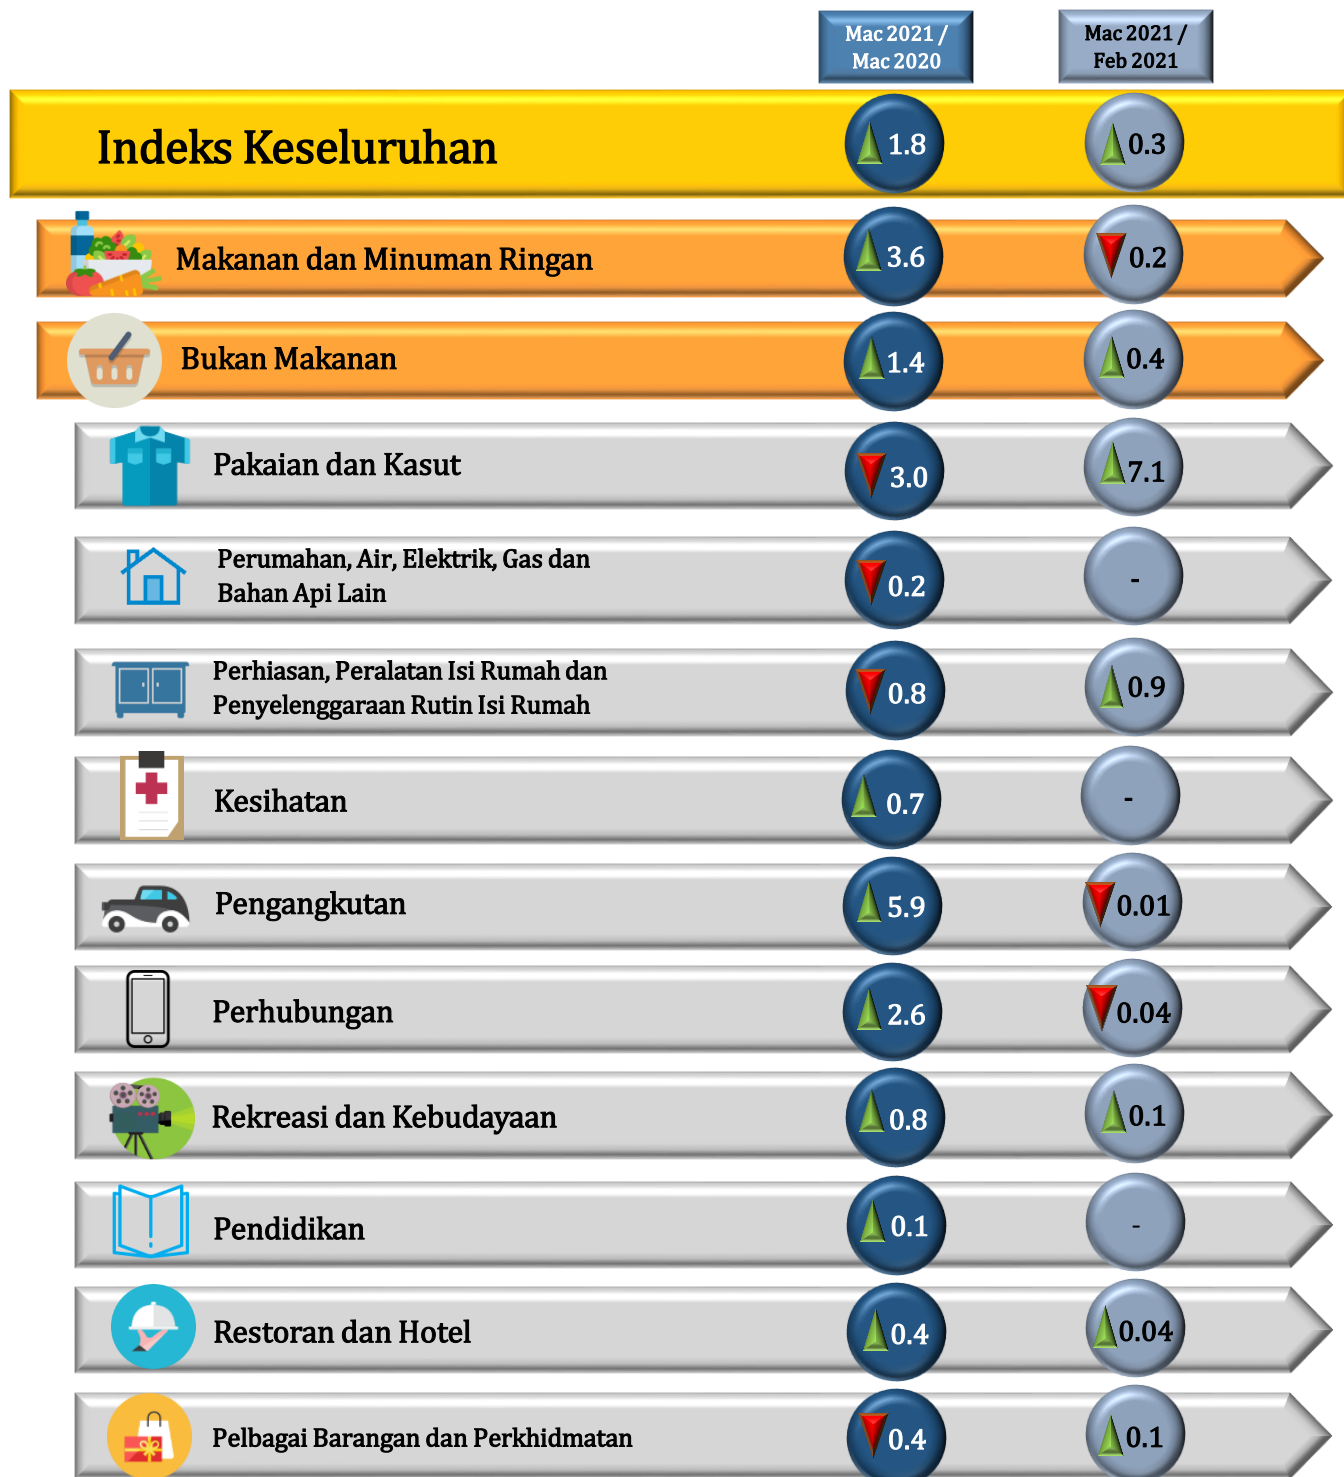 Mac 2021 /
Mac 2020
Mac 2021 /
Feb 2021
Indeks Keseluruhan
1.8
0.3
Makanan dan Minuman Ringan
3.6
0.2
Bukan Makanan
1.4
0.4
Pakaian dan Kasut
3.0
7.1
Perumahan, Air, Elektrik, Gas dan
Bahan Api Lain
0.2
-
Perhiasan, Peralatan Isi Rumah dan
Penyelenggaraan Rutin Isi Rumah
0.8
0.9
Kesihatan
0.7
-
Pengangkutan
5.9
0.01
Perhubungan
2.6
0.04
Rekreasi dan Kebudayaan
0.8
0.1
Pendidikan
0.1
-
Restoran dan Hotel
0.4
0.04
Pelbagai Barangan dan Perkhidmatan
0.4
0.1